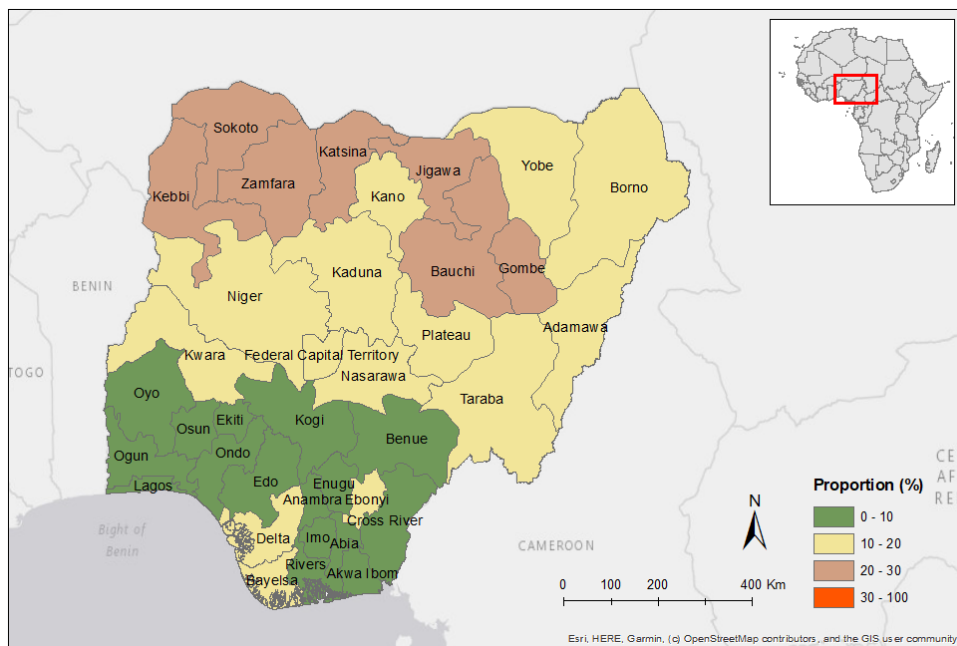 Sokoto
Katsina
Jigawa
Yobe
Borno
Kebbi
Zamfara
Kano
Bauchi
Gombe
Kaduna
Niger
BENIN
Plateau
Adamawa
Kwara
Federal Capital Territory
Nasarawa
TOGO
Taraba
Oyo
Ekiti
Kogi
Osun
Benue
Ogun
Ondo
Lagos
Edo
Enugu
Anambra
Ebonyi
Cross River
Bight of
Benin
Delta
Imo
Abia
Rivers
Akwa Ibom
Bayelsa
CAMEROON
CE
AF
RE
N
0 100 200 400 Km
Proportion (%)
0 - 10
10 - 20
20 - 30
30 - 100
Esri, HERE, Garmin, (c) OpenStreetMap contributors, and the GIS user community